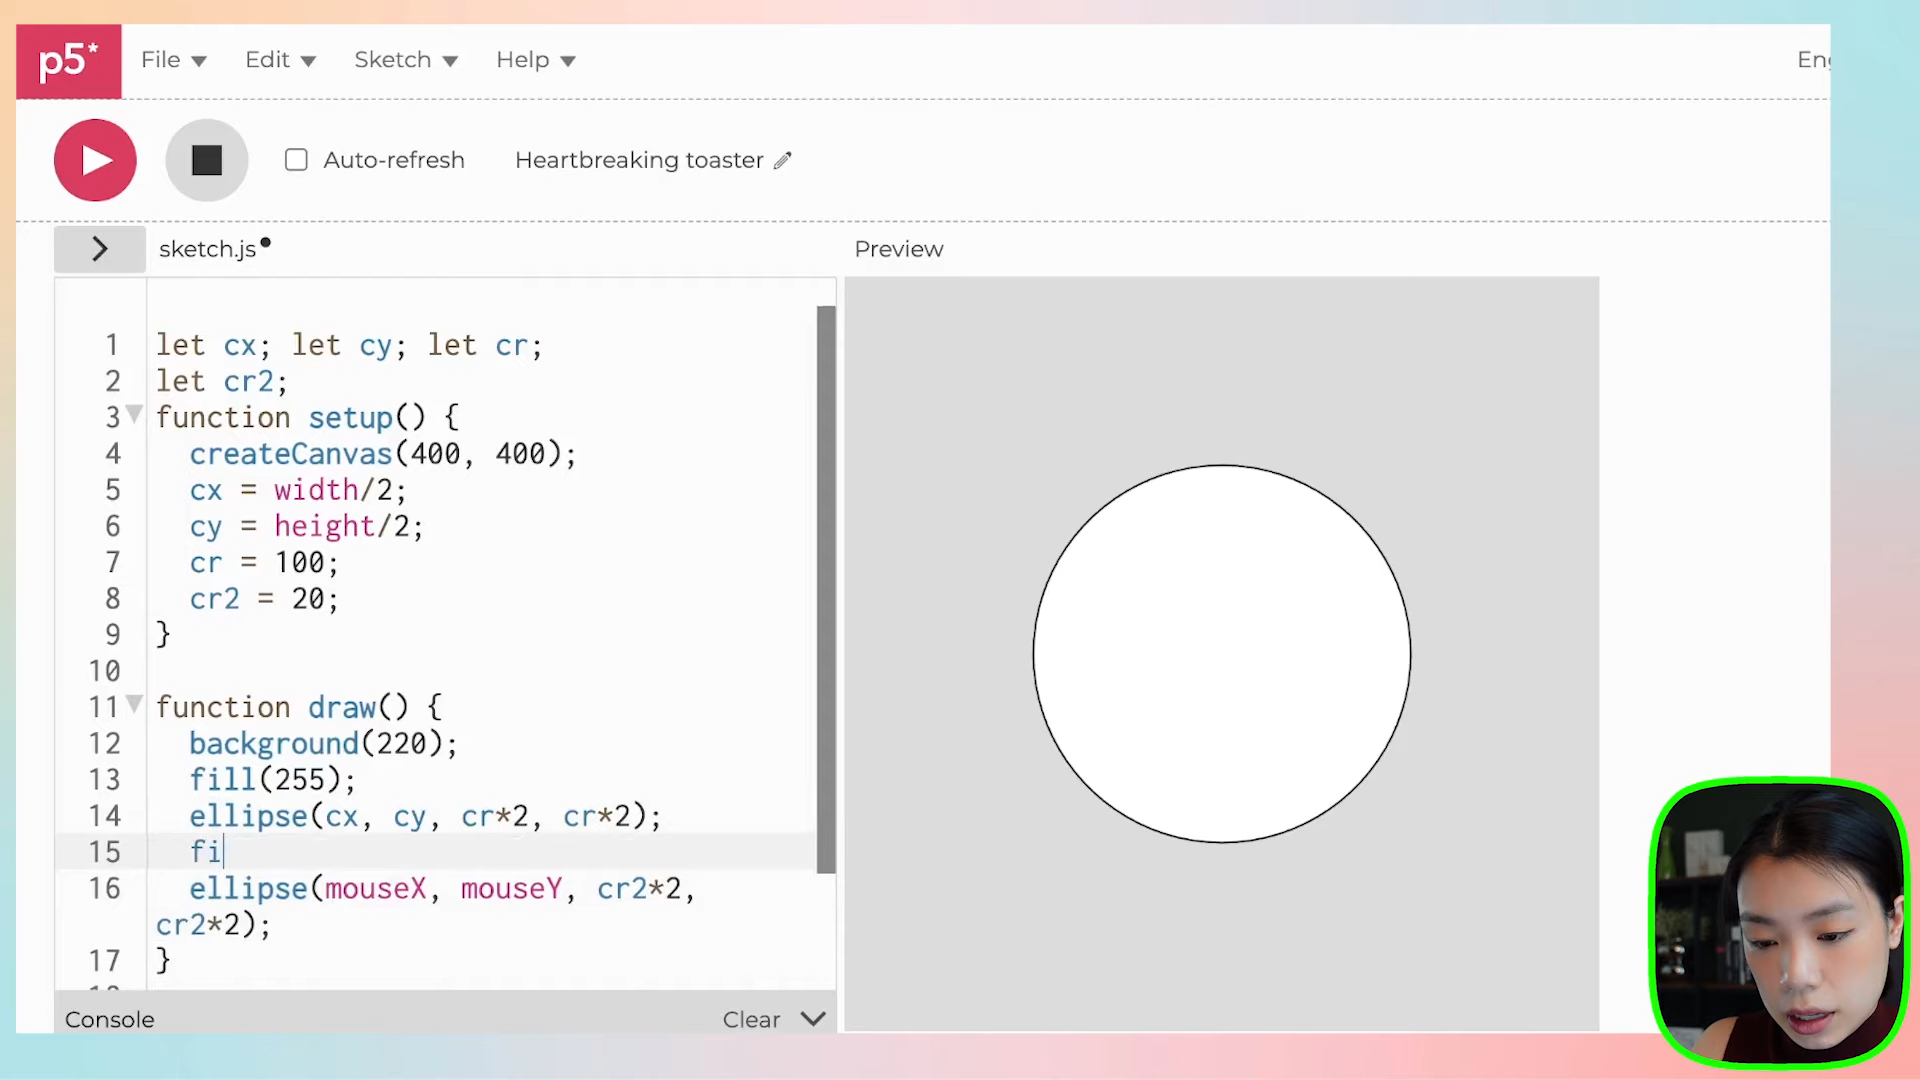 p5* File Edit Sketch Help
Auto-refresh Heartbreaking toaster
sketch.js Preview
1 let cx; let cy; let cr;
2 let cr2;
3 function setup() {
4 createCanvas(400, 400);
5 cx = width/2;
6 cy = height/2;
7 cr = 100;
8 cr2 = 20;
9 }
10
11 function draw() {
12 background(220);
13 fill(255);
14 ellipse(cx, cy, cr*2, cr*2);
15 fi
16 ellipse(mouseX, mouseY, cr2*2,
cr2*2);
17 }
Console Clear